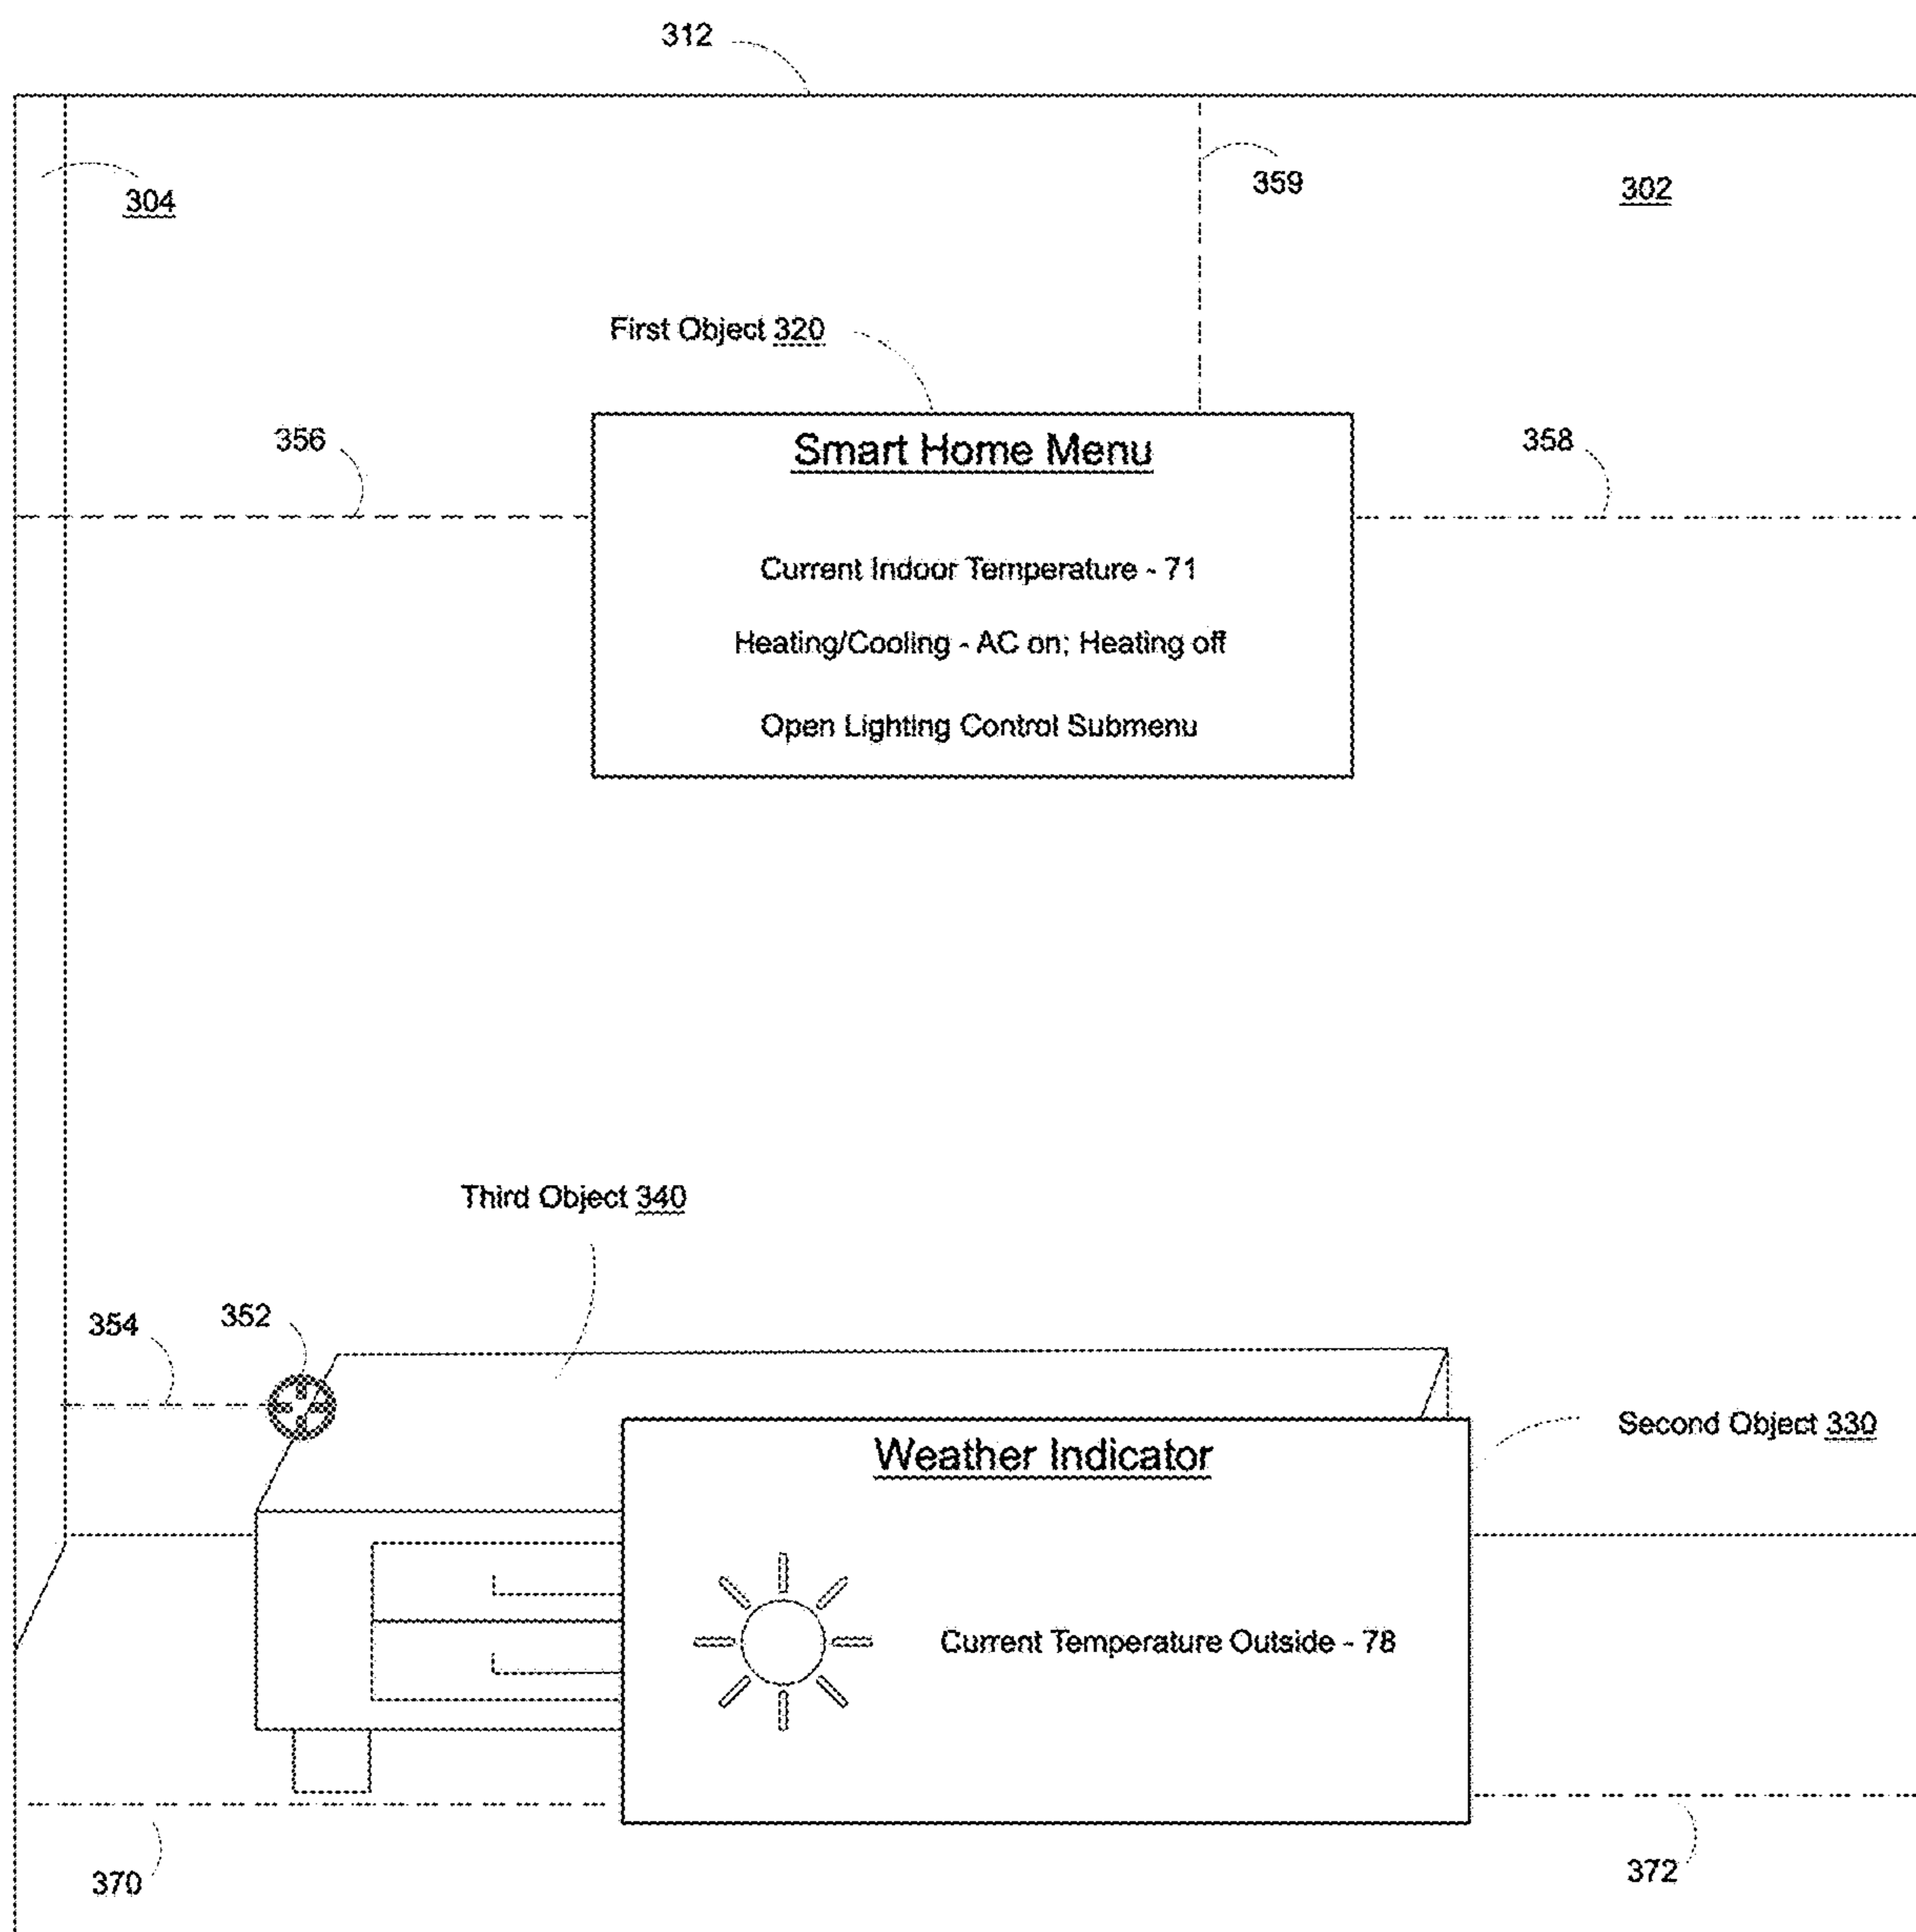 312
304
359
302
First Object 320
356
Smart Home Menu
358
Current Indoor Temperature - 71
Heating/Cooling - AC on; Heating off
Open Lighting Control Submenu
Third Object 340
354
352
Second Object 330
Weather Indicator
Current Temperature Outside - 78
370
372